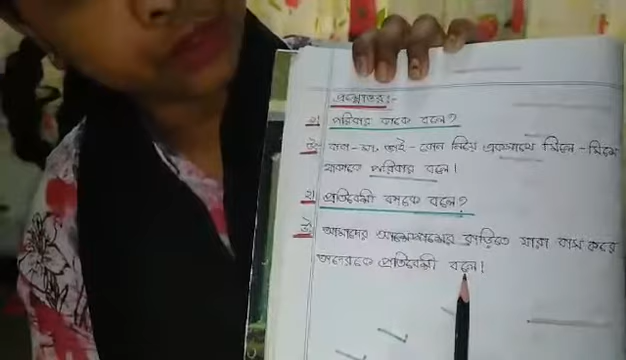 প্রশ্নোত্তর:-
১। পরিবার কাকে বলে?
উঃ বাবা-মা, ভাই-বোন নিয়ে একসাথে মিলে-মিশে
থাকাকে পরিবার বলে।
২। প্রতিবেশী কাকে বলে?
উঃ আমাদের আশেপাশের বাড়িতে যারা বাস করে
তাদেরকে প্রতিবেশী বলে।